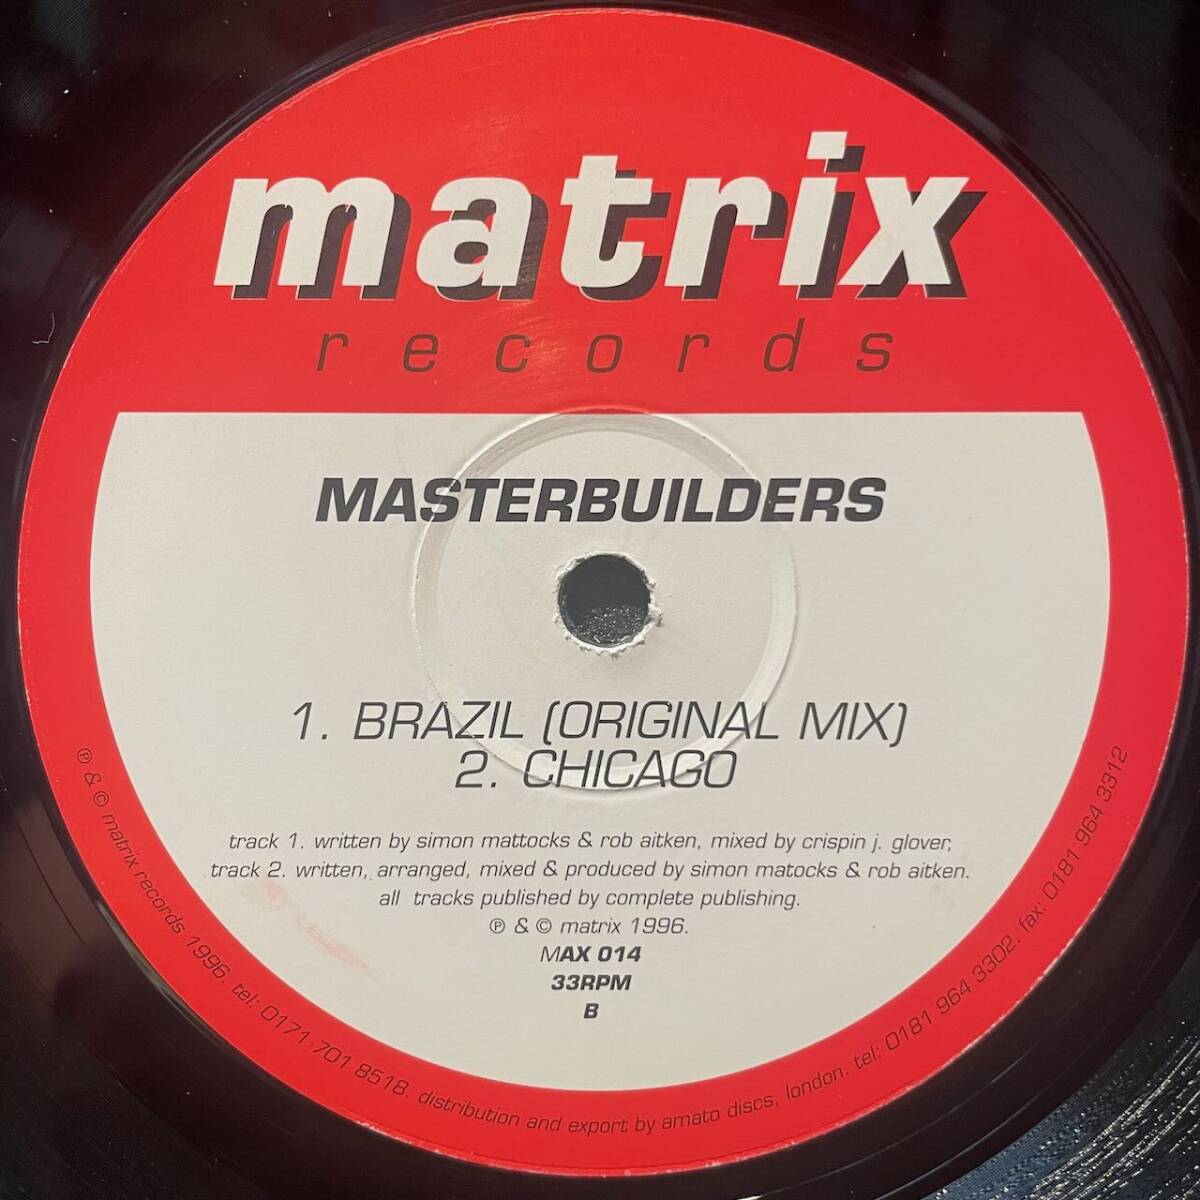 matrix
records
MASTERBUILDERS
1. BRAZIL (ORIGINAL MIX)
2. CHICAGO
track 1. written by simon mattocks & rob aitken, mixed by crispin j. glover,
track 2. written, arranged, mixed & produced by simon matocks & rob aitken.
all tracks published by complete publishing.
℗ & © matrix 1996.
MAX 014
33RPM
B
℗ & © matrix records 1996. tel: 0171 701 8518. distribution and export by amato discs, london. tel: 0181 964 3302. fax: 0181 964 3312